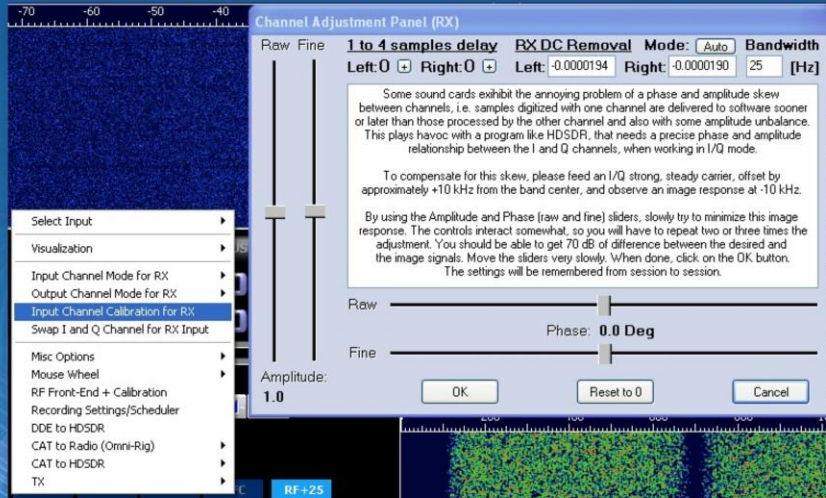 -70 -60 -50 -40
Channel Adjustment Panel (RX)
Raw Fine
1 to 4 samples delay RX DC Removal Mode: Auto Bandwidth
Left: 0 + Right: 0 + Left: -0.0000194 Right: -0.0000190 25 [Hz]
Some sound cards exihibit the annoying problem of a phase and amplitude skew
between channels, i.e. samples digitized with one channel are delivered to software sooner
or later than those processed by the other channel and also with some amplitude unbalance.
This plays havoc with a program like HDSDR, that needs a precise phase and amplitude
relationship between the I and Q channels, when working in I/Q mode.
To compensate for this skew, please feed an I/Q strong, steady carrier, offset by
approximately +10 kHz from the band center, and observe an image response at -10 kHz.
By using the Amplitude and Phase (raw and fine) sliders, slowly try to minimize this image
response. The controls interact somewhat, so you will have to repeat two or three times the
adjustment. You should be able to get 70 dB of difference between the desired and
the image signals. Move the sliders very slowly. When done, click on the OK button.
The settings will be remembered from session to session.
Raw
Phase: 0.0 Deg
Fine
Amplitude:
1.0
OK Reset to 0 Cancel
Select Input
Visualization
Input Channel Mode for RX
Output Channel Mode for RX
Input Channel Calibration for RX
Swap I and Q Channel for RX Input
Misc Options
Mouse Wheel
RF Front-End + Calibration
Recording Settings/Scheduler
DDE to HDSDR
CAT to Radio (Omni-Rig)
CAT to HDSDR
TX
RF+25